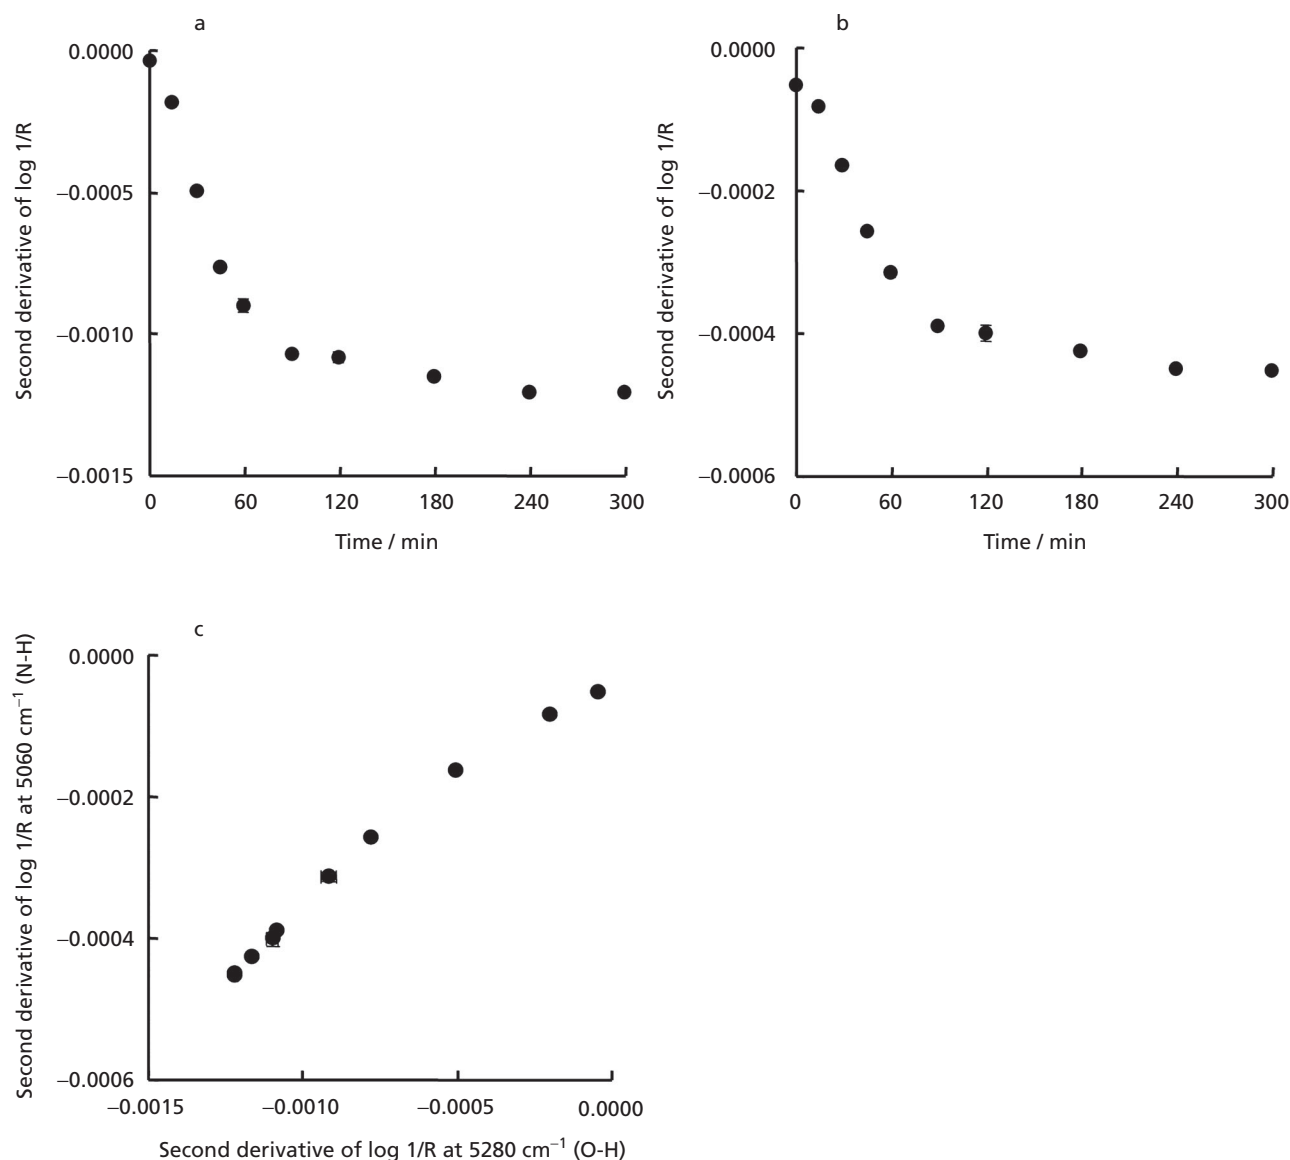 a
0.0000
−0.0005
−0.0010
−0.0015
Second derivative of log 1/R
0 60 120 180 240 300
Time / min
b
0.0000
−0.0002
−0.0004
−0.0006
Second derivative of log 1/R
0 60 120 180 240 300
Time / min
c
0.0000
−0.0002
−0.0004
−0.0006
Second derivative of log 1/R at 5060 cm⁻¹ (N-H)
−0.0015 −0.0010 −0.0005 0.0000
Second derivative of log 1/R at 5280 cm⁻¹ (O-H)